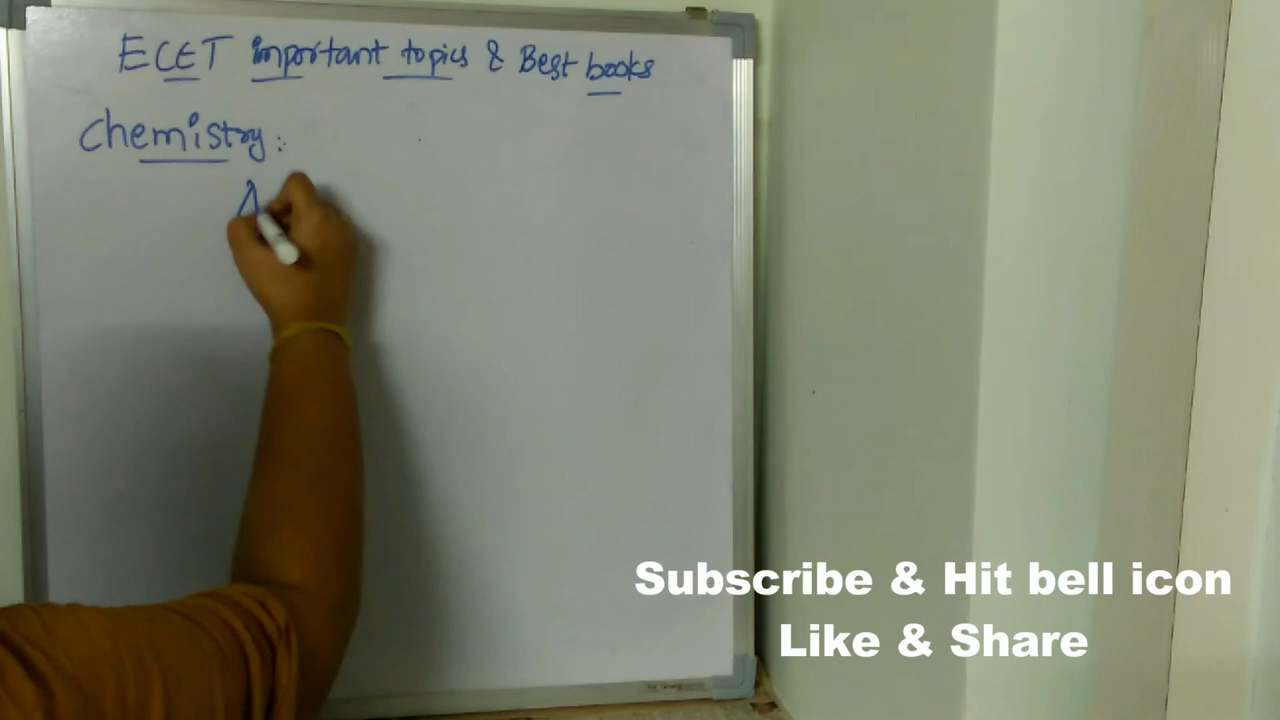 ECET important topics & Best books
Chemistry:
A
Subscribe & Hit bell icon
Like & Share